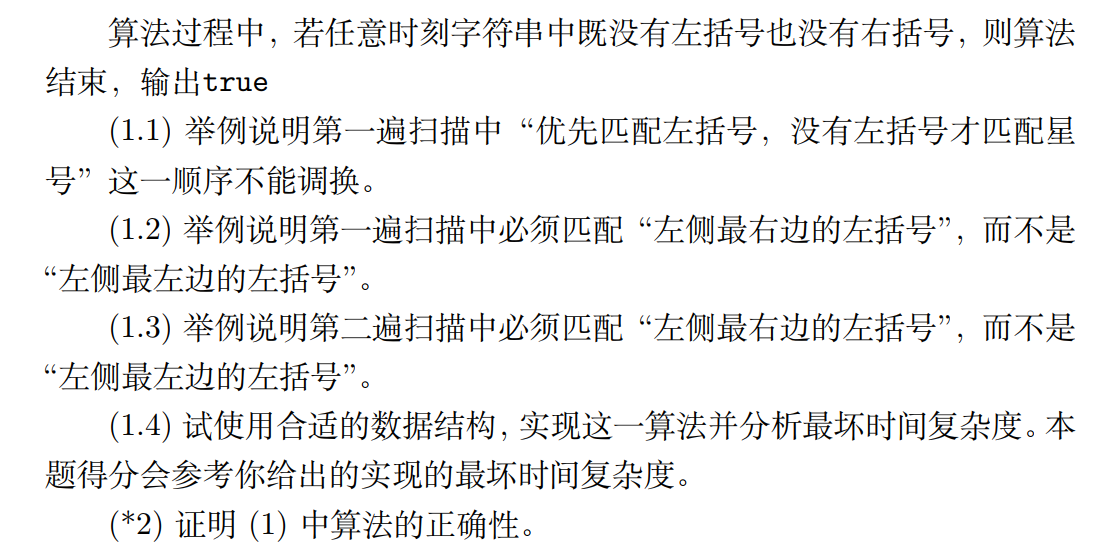 算法过程中，若任意时刻字符串中既没有左括号也没有右括号，则算法
结束，输出true
(1.1) 举例说明第一遍扫描中“优先匹配左括号，没有左括号才匹配星
号”这一顺序不能调换。
(1.2) 举例说明第一遍扫描中必须匹配“左侧最右边的左括号”，而不是
“左侧最左边的左括号”。
(1.3) 举例说明第二遍扫描中必须匹配“左侧最右边的左括号”，而不是
“左侧最左边的左括号”。
(1.4) 试使用合适的数据结构，实现这一算法并分析最坏时间复杂度。本
题得分会参考你给出的实现的最坏时间复杂度。
(*2) 证明 (1) 中算法的正确性。